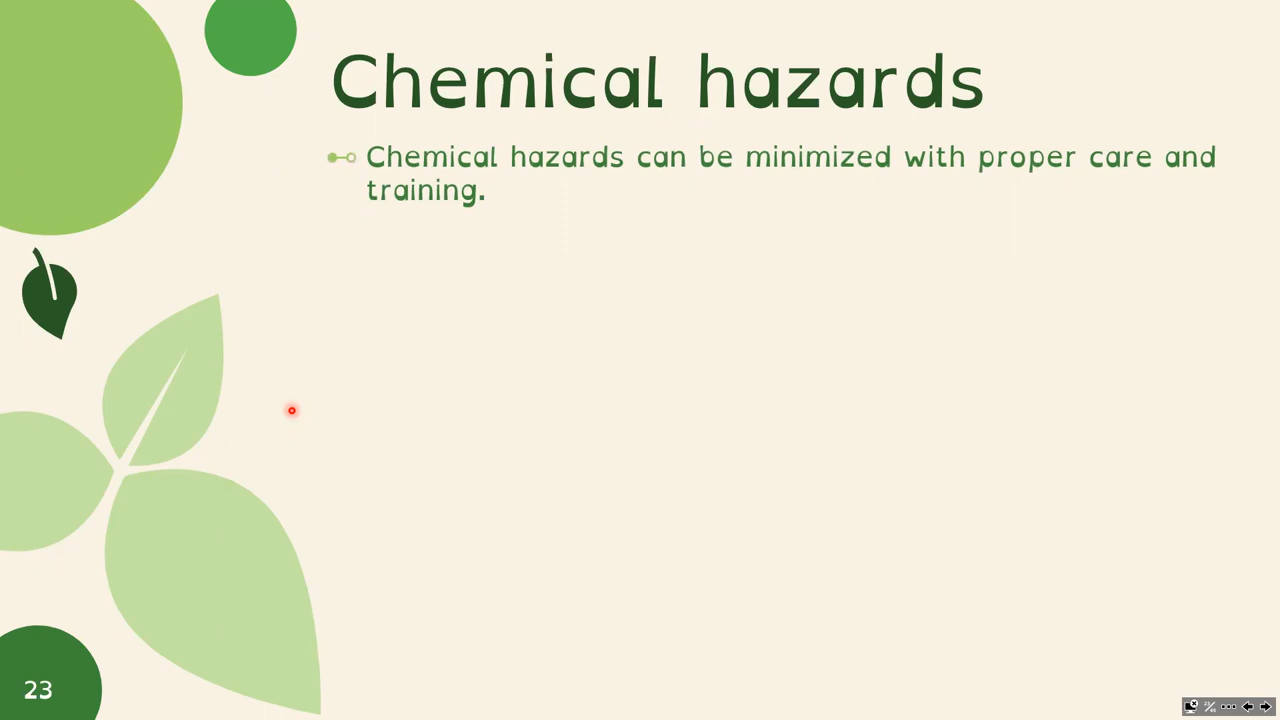 Chemical hazards
Chemical hazards can be minimized with proper care and
training.
23